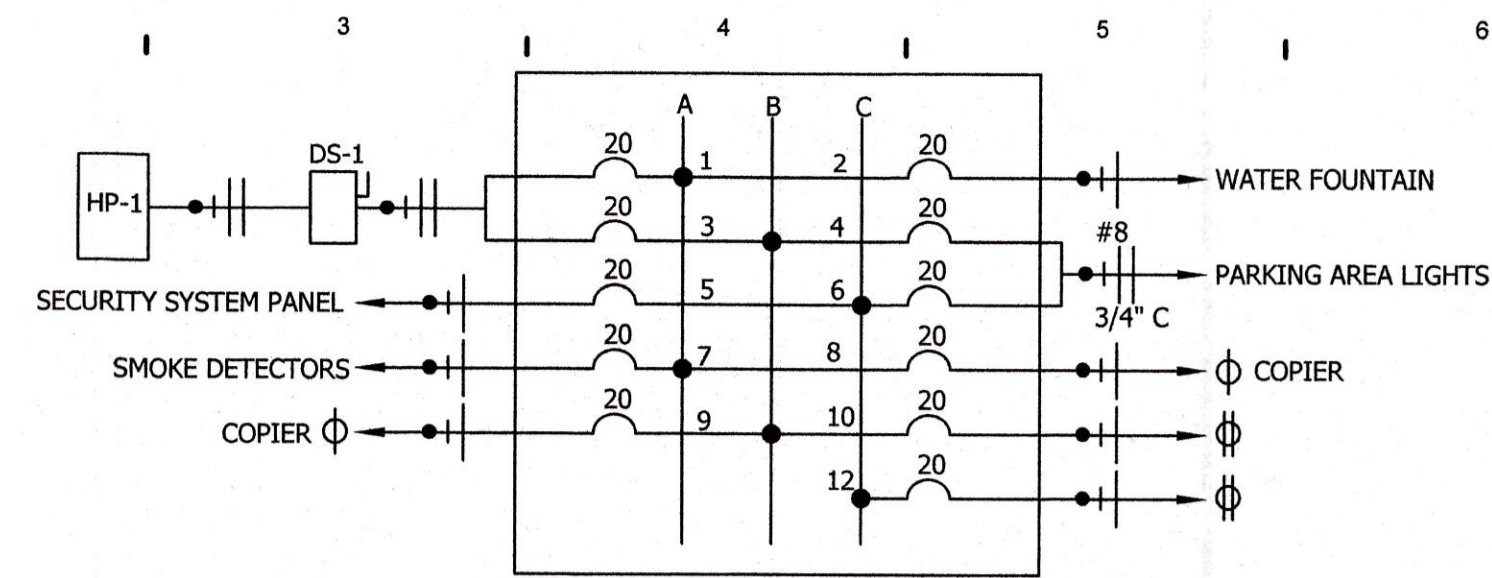 3 4 5 6
A B C
DS-1
20 1 2 20 WATER FOUNTAIN
HP-1
20 3 4 20
#8
PARKING AREA LIGHTS
3/4" C
SECURITY SYSTEM PANEL 20 5 6 20
SMOKE DETECTORS 20 7 8 20 COPIER
COPIER 20 9 10 20
12 20